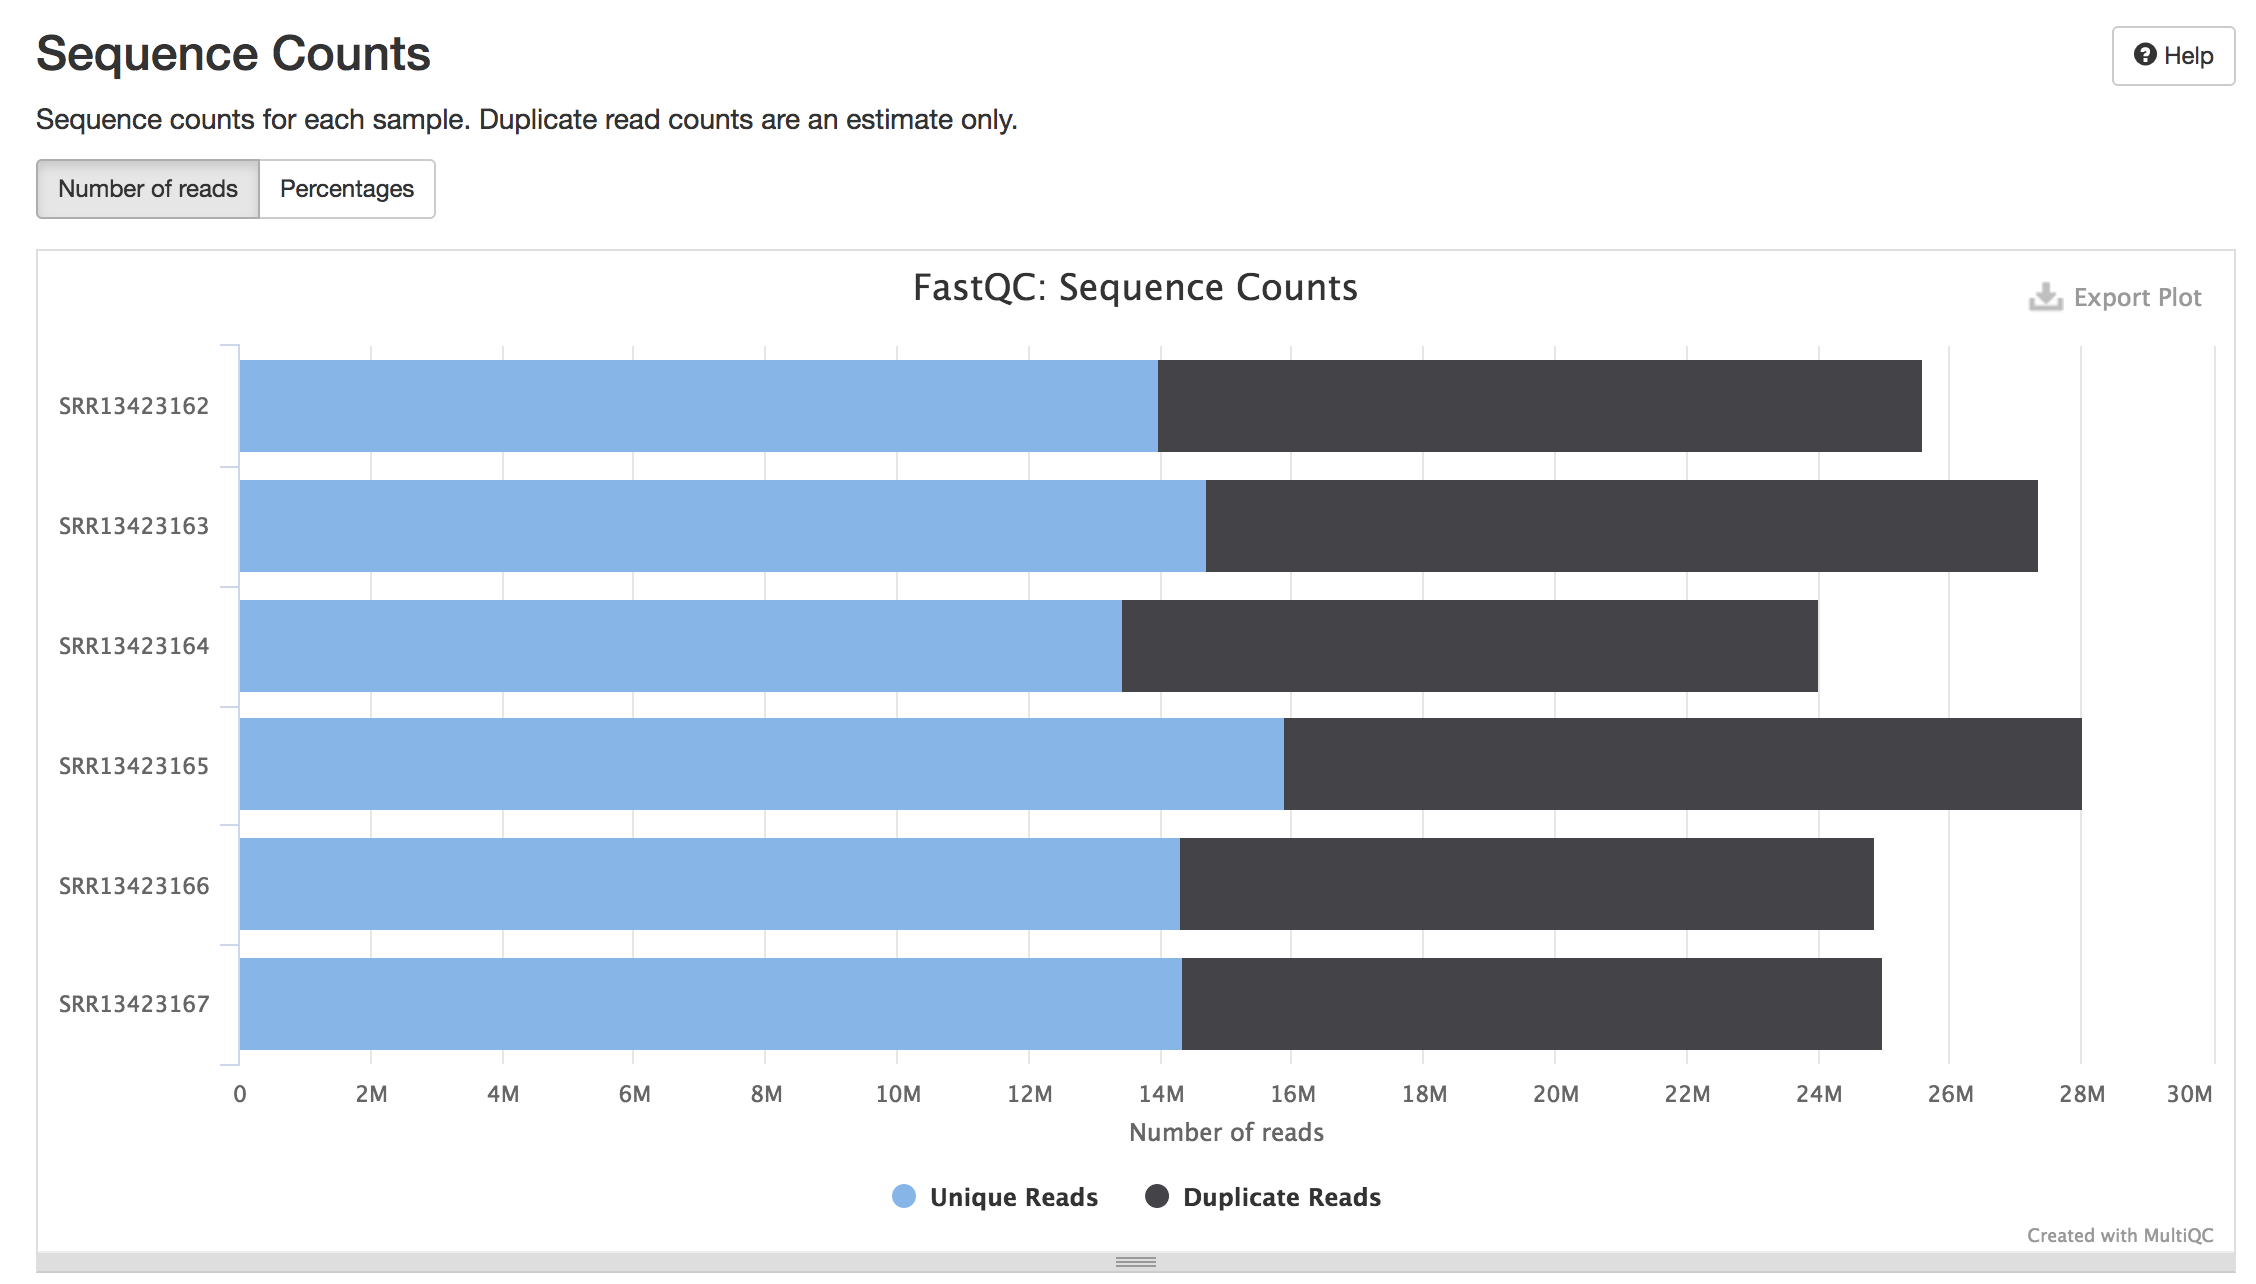 Sequence Counts
Help
Sequence counts for each sample. Duplicate read counts are an estimate only.
Number of reads
Percentages
FastQC: Sequence Counts
Export Plot
SRR13423162
SRR13423163
SRR13423164
SRR13423165
SRR13423166
SRR13423167
0 2M 4M 6M 8M 10M 12M 14M 16M 18M 20M 22M 24M 26M 28M 30M
Number of reads
Unique Reads
Duplicate Reads
Created with MultiQC